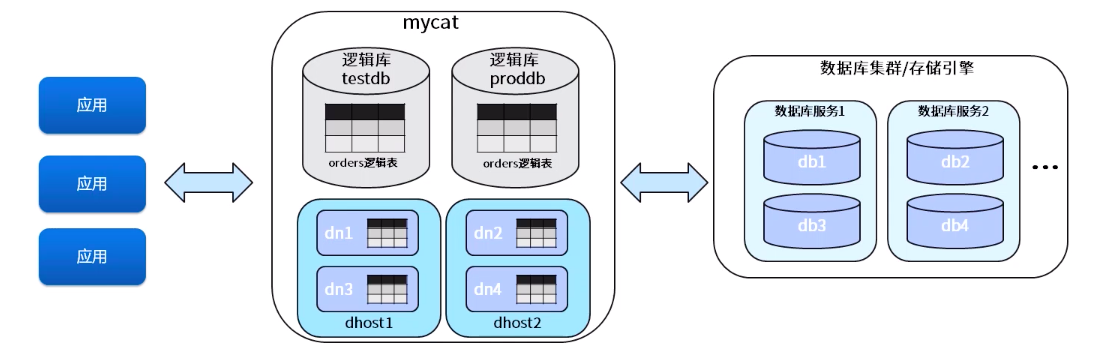 应用
应用
应用
mycat
逻辑库
testdb
orders逻辑表
逻辑库
proddb
orders逻辑表
dn1
dn3
dhost1
dn2
dn4
dhost2
数据库集群/存储引擎
数据库服务1
db1
db3
数据库服务2
db2
db4
...